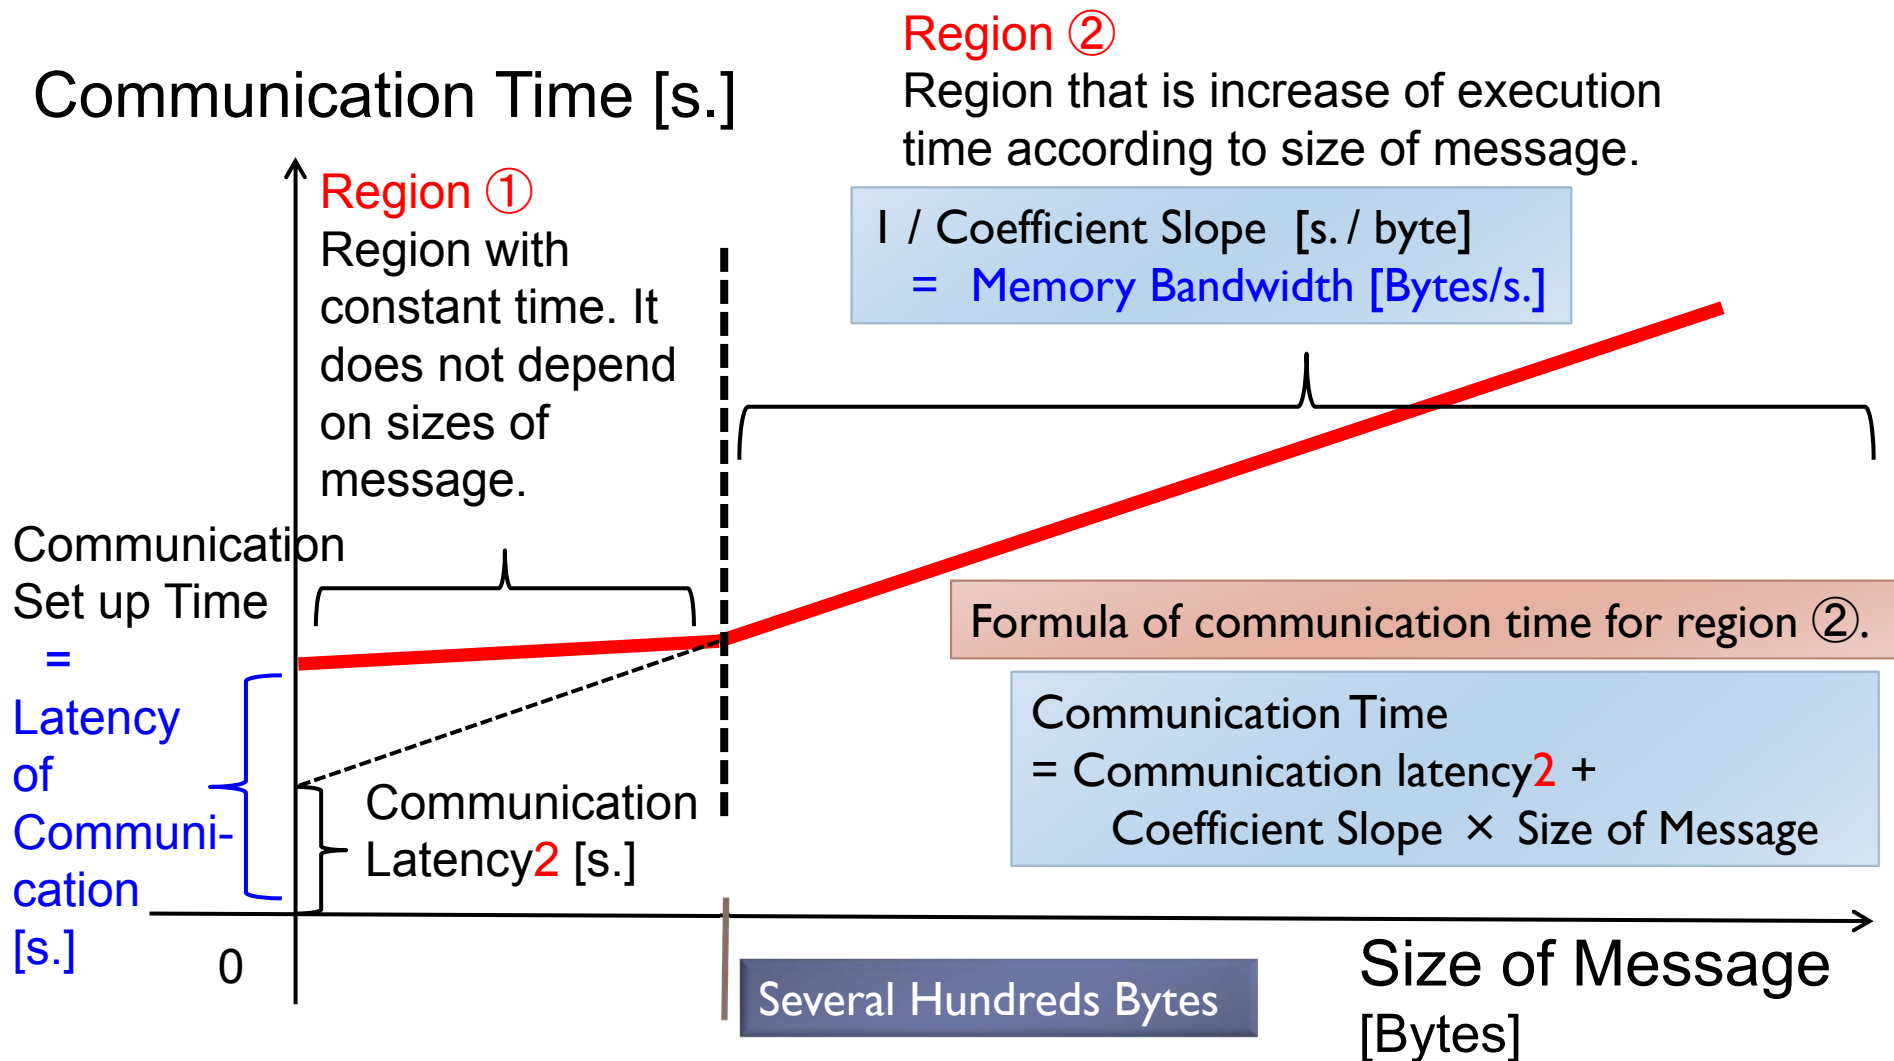 Communication Time [s.]
Region ②
Region that is increase of execution
time according to size of message.
Region ①
Region with
constant time. It
does not depend
on sizes of
message.
1 / Coefficient Slope [s. / byte]
= Memory Bandwidth [Bytes/s.]
Communication
Set up Time
=
Latency
of
Communi-
cation
[s.]
Communication
Latency2 [s.]
Formula of communication time for region ②.
Communication Time
= Communication latency2 +
Coefficient Slope × Size of Message
0
Several Hundreds Bytes
Size of Message
[Bytes]